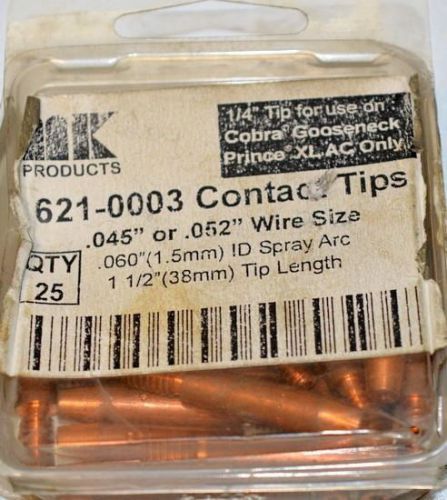 MK
PRODUCTS
1/4" Tip for use on
Cobra® Gooseneck
Prince® XL AC Only
621-0003 Contact Tips
.045" or .052" Wire Size
.060"(1.5mm) ID Spray Arc
1 1/2"(38mm) Tip Length
QTY
25